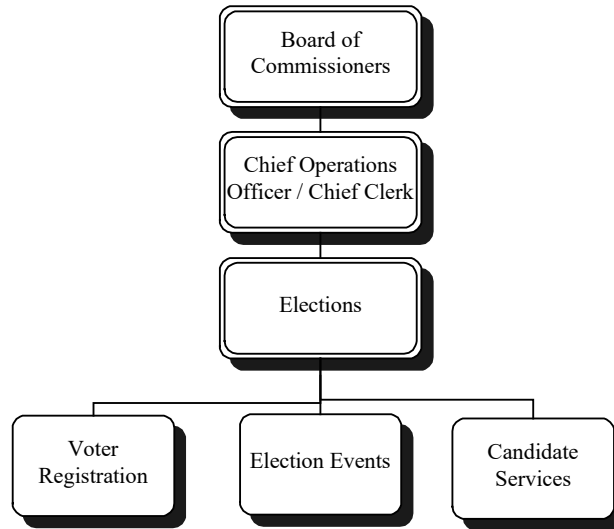 Board of
Commissioners
Chief Operations
Officer / Chief Clerk
Elections
Voter
Registration
Election Events
Candidate
Services